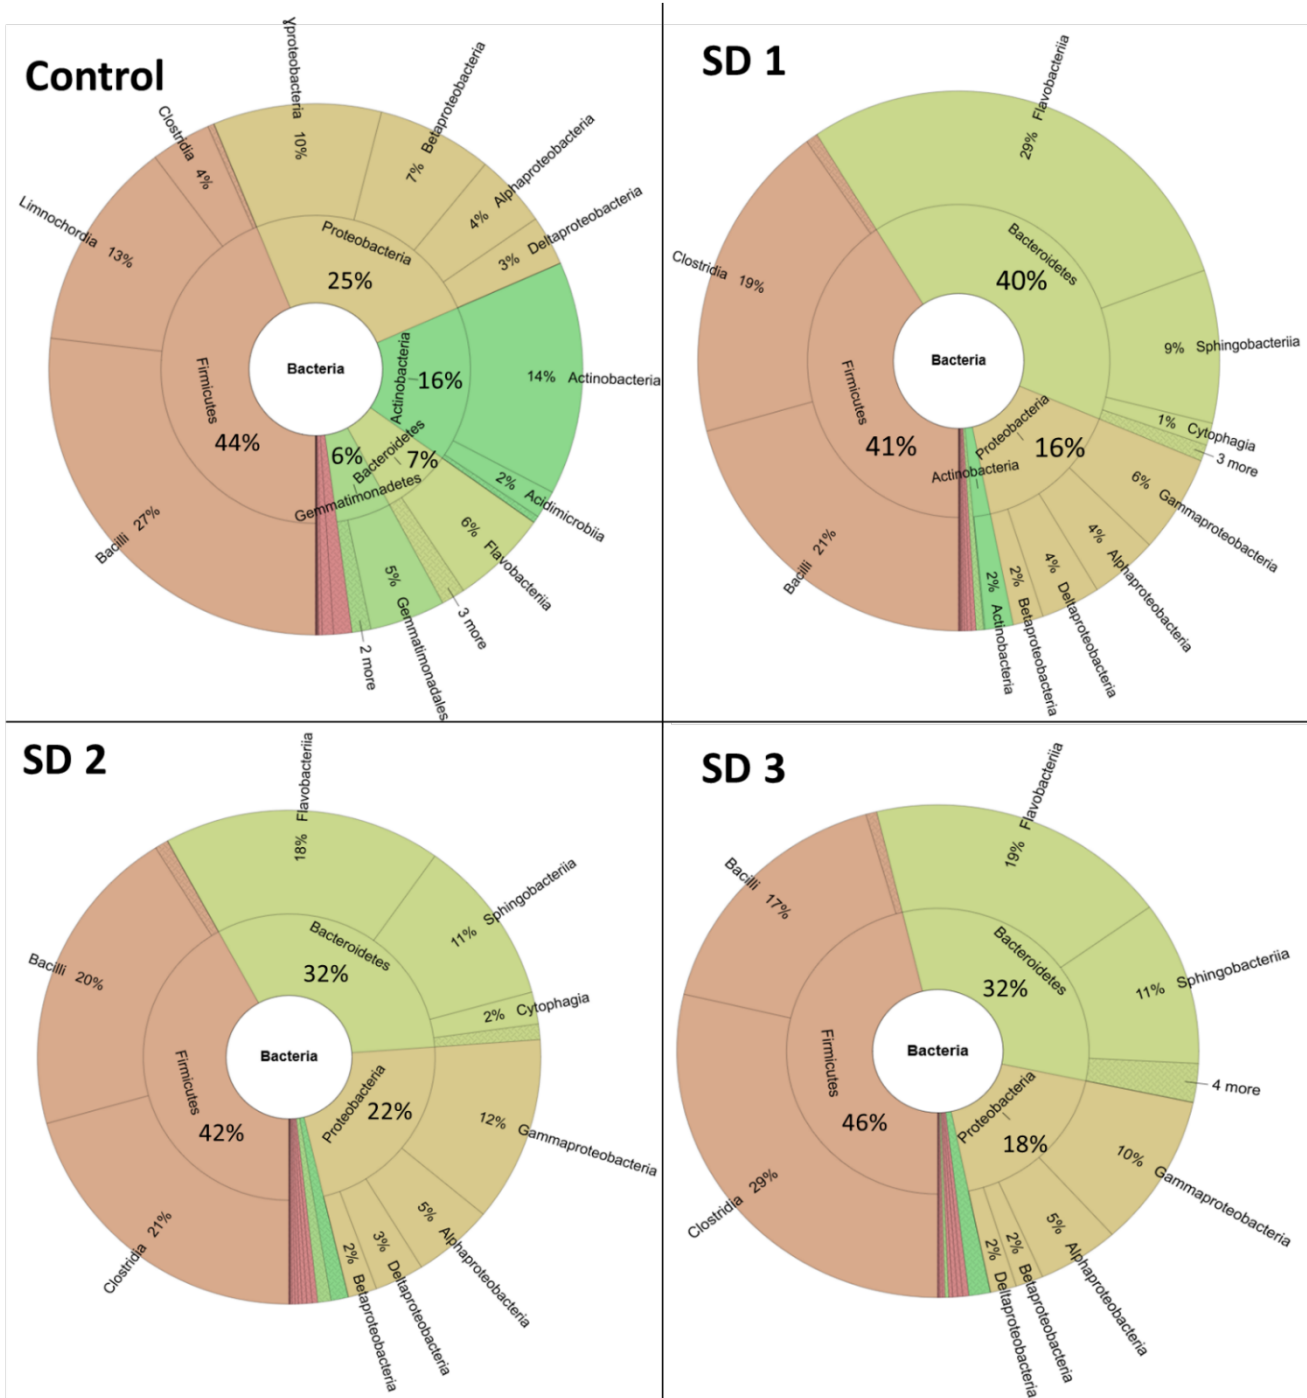 Control
Ɣproteobacteria 10%
Betaproteobacteria 7%
Alphaproteobacteria 4%
Deltaproteobacteria 3%
Clostridia 4%
Limnochordia 13%
Bacilli 27%
Proteobacteria
25%
Actinobacteria
16%
14% Actinobacteria
2% Acidimicrobiia
Firmicutes
44%
Bacteria
Bacteroidetes
7%
6%
Gemmatimonadetes
6% Flavobacteriia
3 more
5% Gemmatimonadales
2 more
SD 1
29% Flavobacteriia
Bacteroidetes
40%
9% Sphingobacteriia
1% Cytophagia
3 more
Clostridia 19%
Firmicutes
41%
Bacilli 21%
Bacteria
Proteobacteria
16%
Actinobacteria
6% Gammaproteobacteria
4% Alphaproteobacteria
4% Deltaproteobacteria
2% Betaproteobacteria
2% Actinobacteria
SD 2
18% Flavobacteriia
Bacteroidetes
32%
11% Sphingobacteriia
2% Cytophagia
Bacilli 20%
Firmicutes
42%
Clostridia 21%
Bacteria
Proteobacteria
22%
12% Gammaproteobacteria
5% Alphaproteobacteria
3% Deltaproteobacteria
2% Betaproteobacteria
SD 3
19% Flavobacteriia
Bacteroidetes
32%
11% Sphingobacteriia
4 more
Bacilli 17%
Firmicutes
46%
Clostridia 29%
Bacteria
Proteobacteria
18%
10% Gammaproteobacteria
5% Alphaproteobacteria
2% Betaproteobacteria
2% Deltaproteobacteria